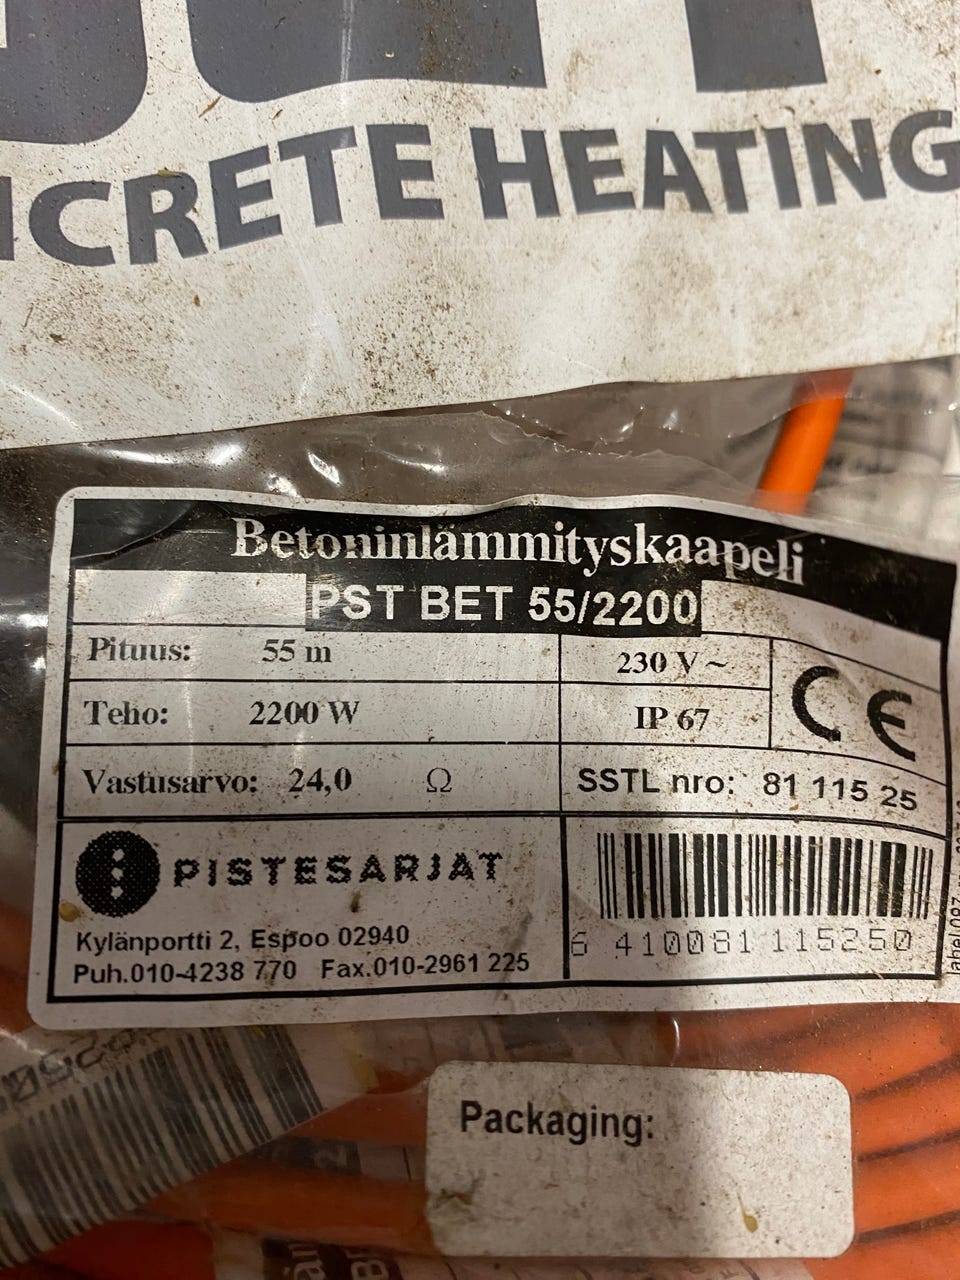 CRETE HEATING
Betoninlämmityskaapeli
PST BET 55/2200
Pituus: 55 m
230 V ~
Teho: 2200 W
IP 67
CE
Vastusarvo: 24,0 Ω
SSTL nro: 81 115 25
PISTESARJAT
Kylänportti 2, Espoo 02940
Puh.010-4238 770 Fax.010-2961 225
6 410081 115250
Packaging: